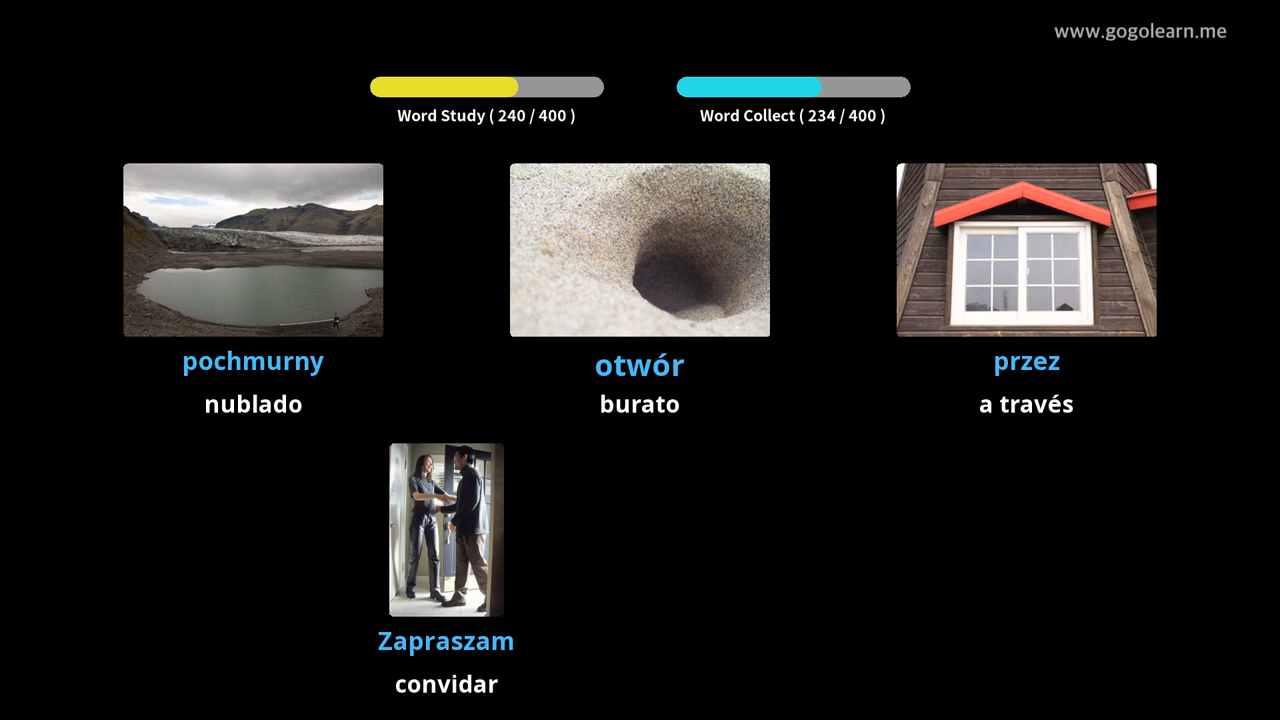 www.gogolearn.me
Word Study ( 240 / 400 )
Word Collect ( 234 / 400 )
pochmurny
nublado
otwór
burato
przez
a través
Zapraszam
convidar